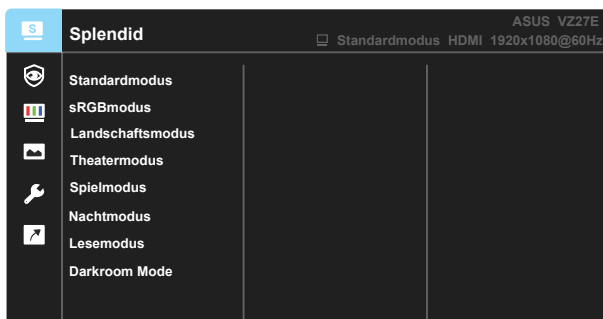 S
Splendid
ASUS VZ27E
Standardmodus HDMI 1920x1080@60Hz
Standardmodus
sRGBmodus
Landschaftsmodus
Theatermodus
Spielmodus
Nachtmodus
Lesemodus
Darkroom Mode